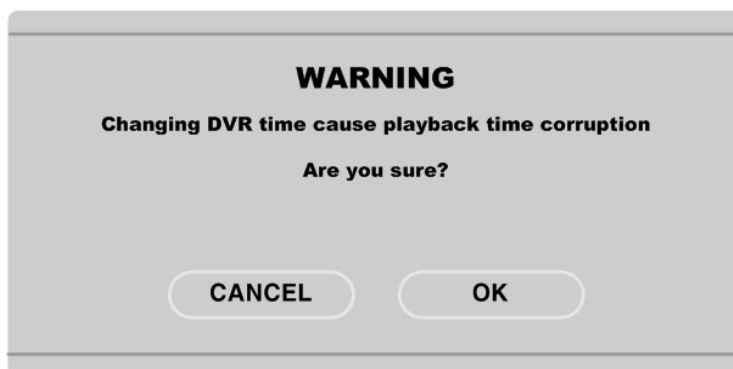 WARNING
Changing DVR time cause playback time corruption
Are you sure?
CANCEL OK